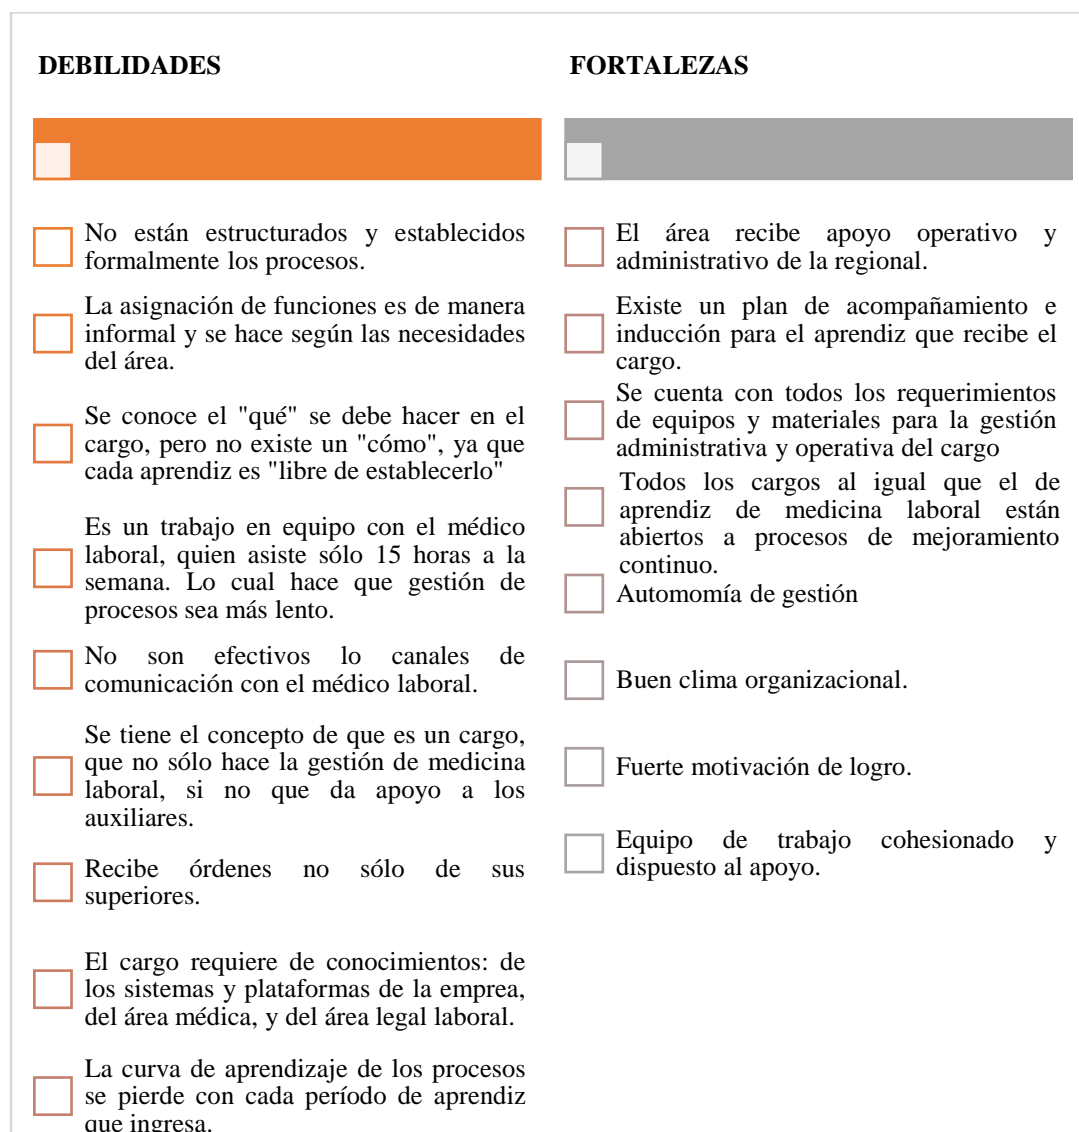 DEBILIDADES
No están estructurados y establecidos
formalmente los procesos.
La asignación de funciones es de manera
informal y se hace según las necesidades
del área.
Se conoce el "qué" se debe hacer en el
cargo, pero no existe un "cómo", ya que
cada aprendiz es "libre de establecerlo"
Es un trabajo en equipo con el médico
laboral, quien asiste sólo 15 horas a la
semana. Lo cual hace que gestión de
procesos sea más lento.
No son efectivos lo canales de
comunicación con el médico laboral.
Se tiene el concepto de que es un cargo,
que no sólo hace la gestión de medicina
laboral, si no que da apoyo a los
auxiliares.
Recibe órdenes no sólo de sus
superiores.
El cargo requiere de conocimientos: de
los sistemas y plataformas de la emprea,
del área médica, y del área legal laboral.
La curva de aprendizaje de los procesos
se pierde con cada período de aprendiz
que ingresa.
FORTALEZAS
El área recibe apoyo operativo y
administrativo de la regional.
Existe un plan de acompañamiento e
inducción para el aprendiz que recibe el
cargo.
Se cuenta con todos los requerimientos
de equipos y materiales para la gestión
administrativa y operativa del cargo
Todos los cargos al igual que el de
aprendiz de medicina laboral están
abiertos a procesos de mejoramiento
continuo.
Automomía de gestión
Buen clima organizacional.
Fuerte motivación de logro.
Equipo de trabajo cohesionado y
dispuesto al apoyo.